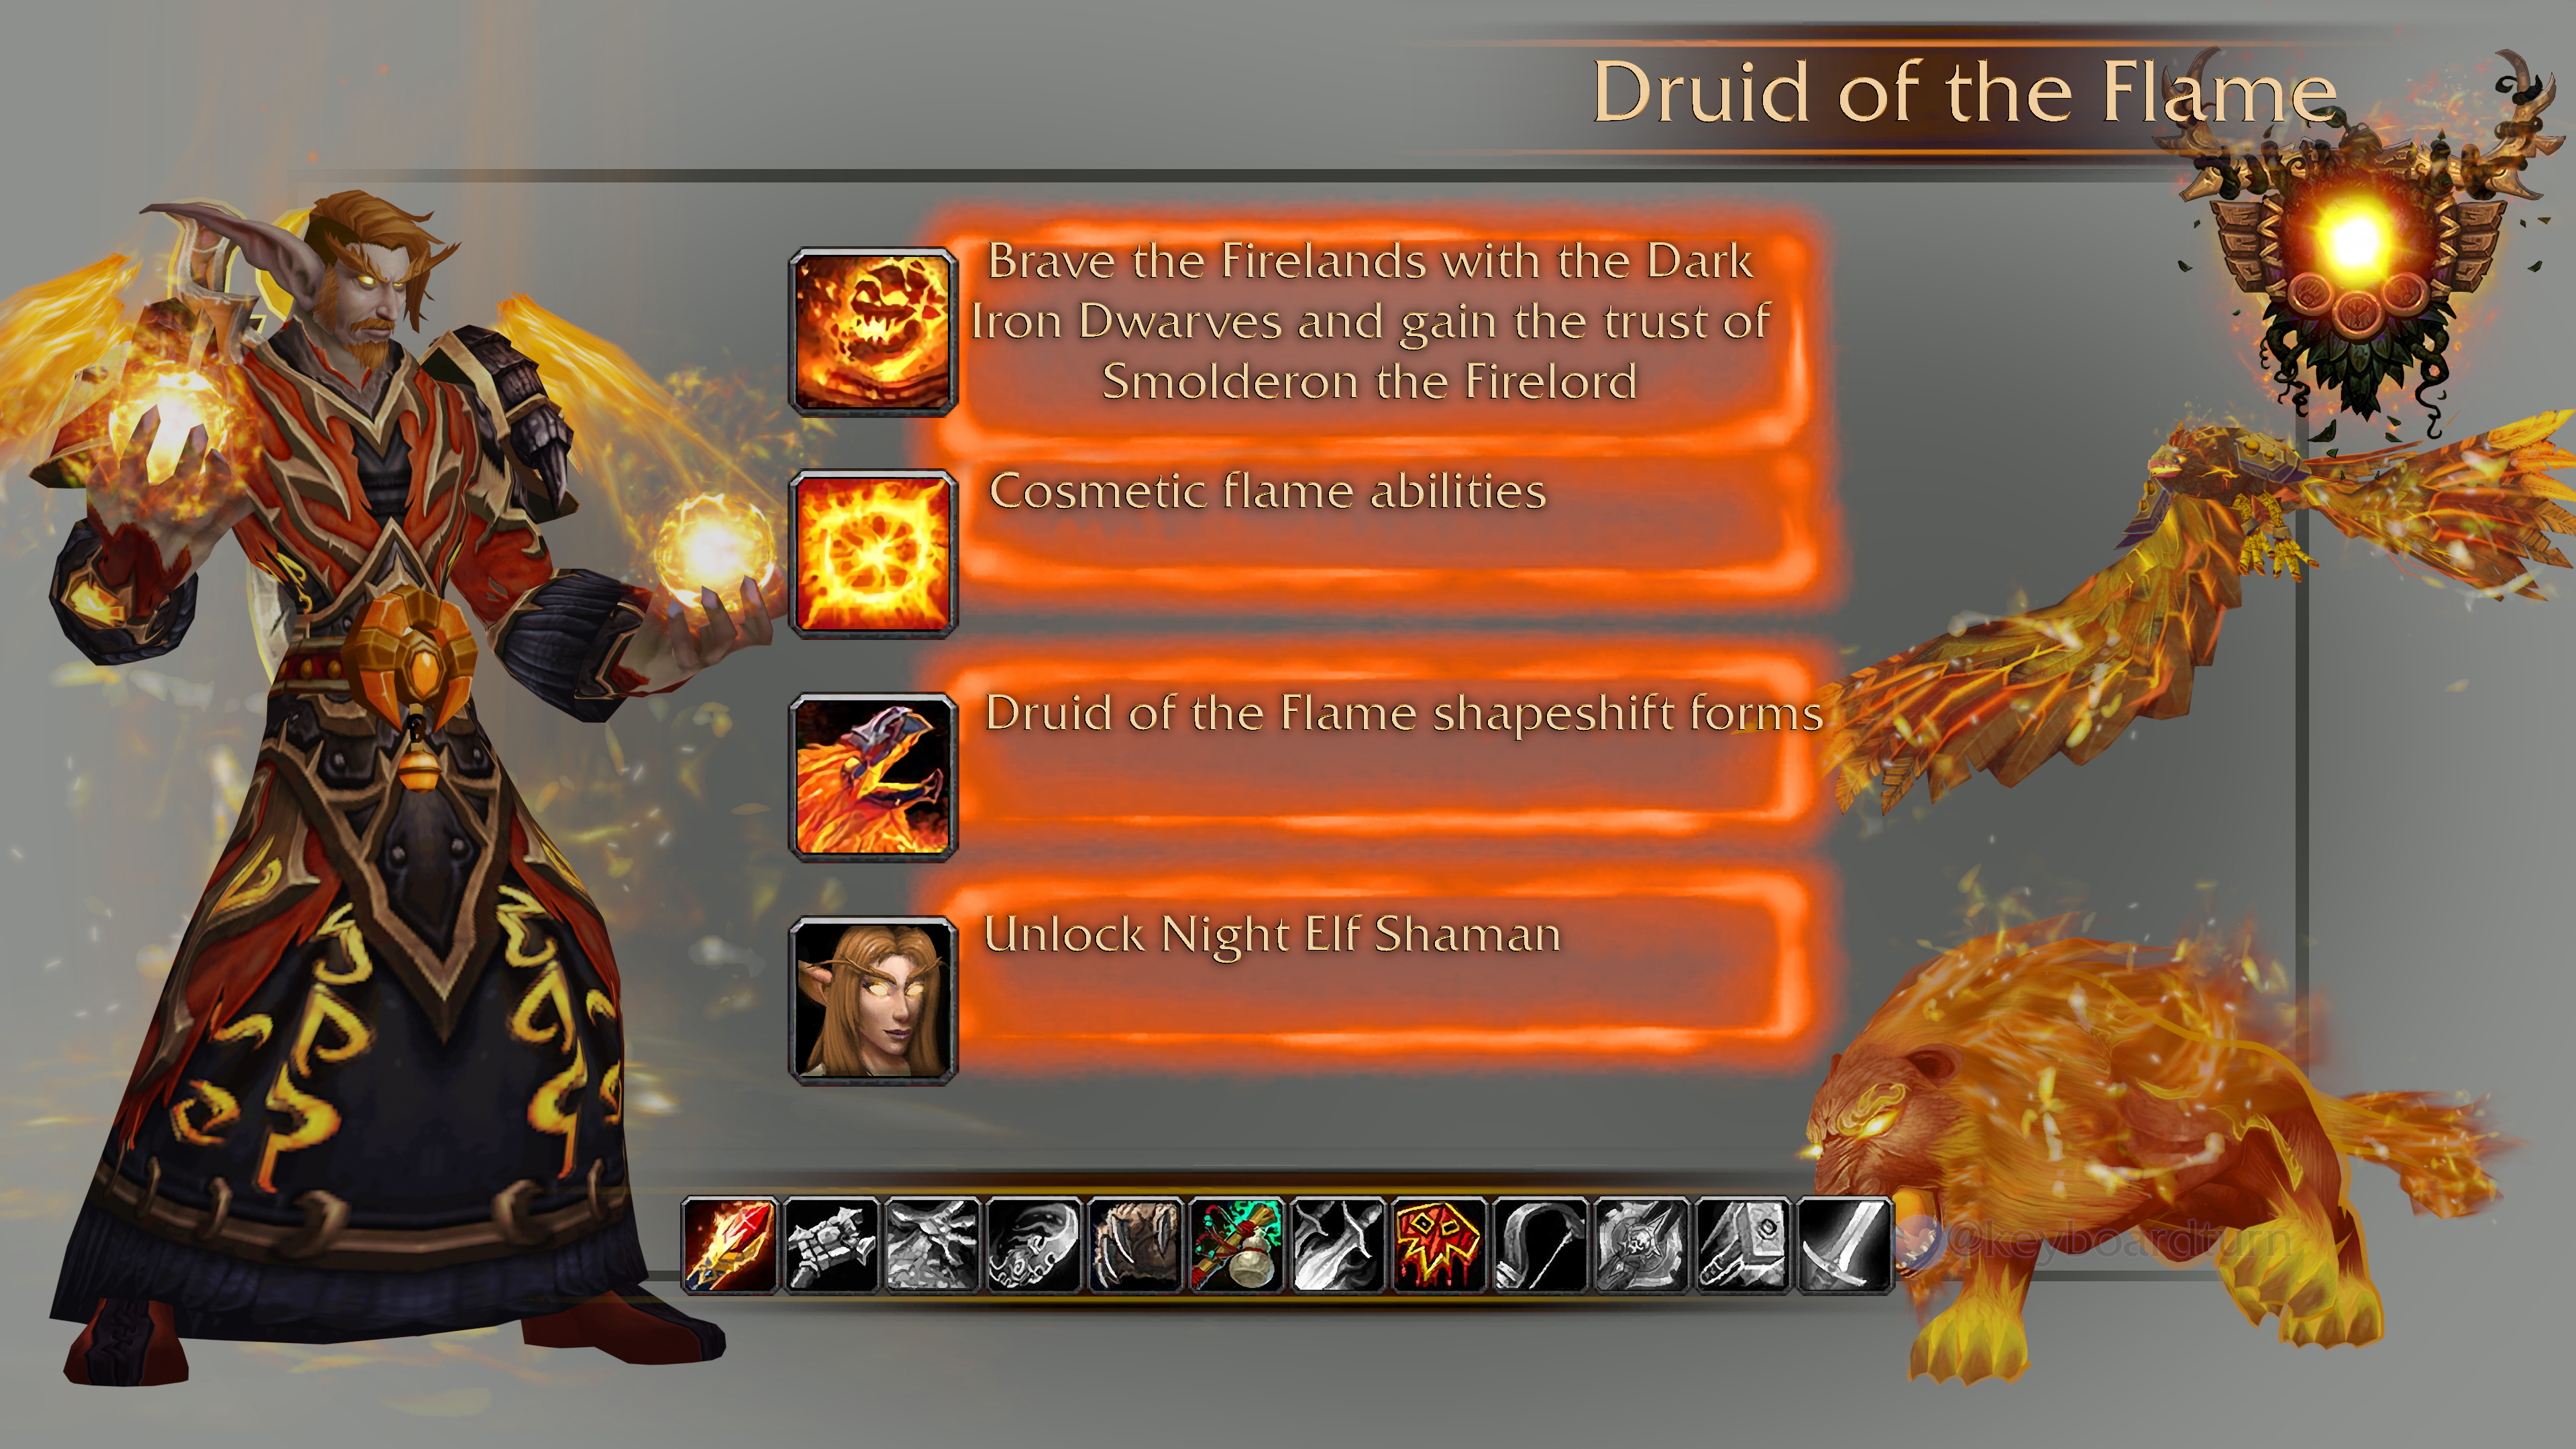 Druid of the Flame
Brave the Firelands with the Dark
Iron Dwarves and gain the trust of
Smolderon the Firelord
Cosmetic flame abilities
Druid of the Flame shapeshift forms
Unlock Night Elf Shaman
@keyboardturn